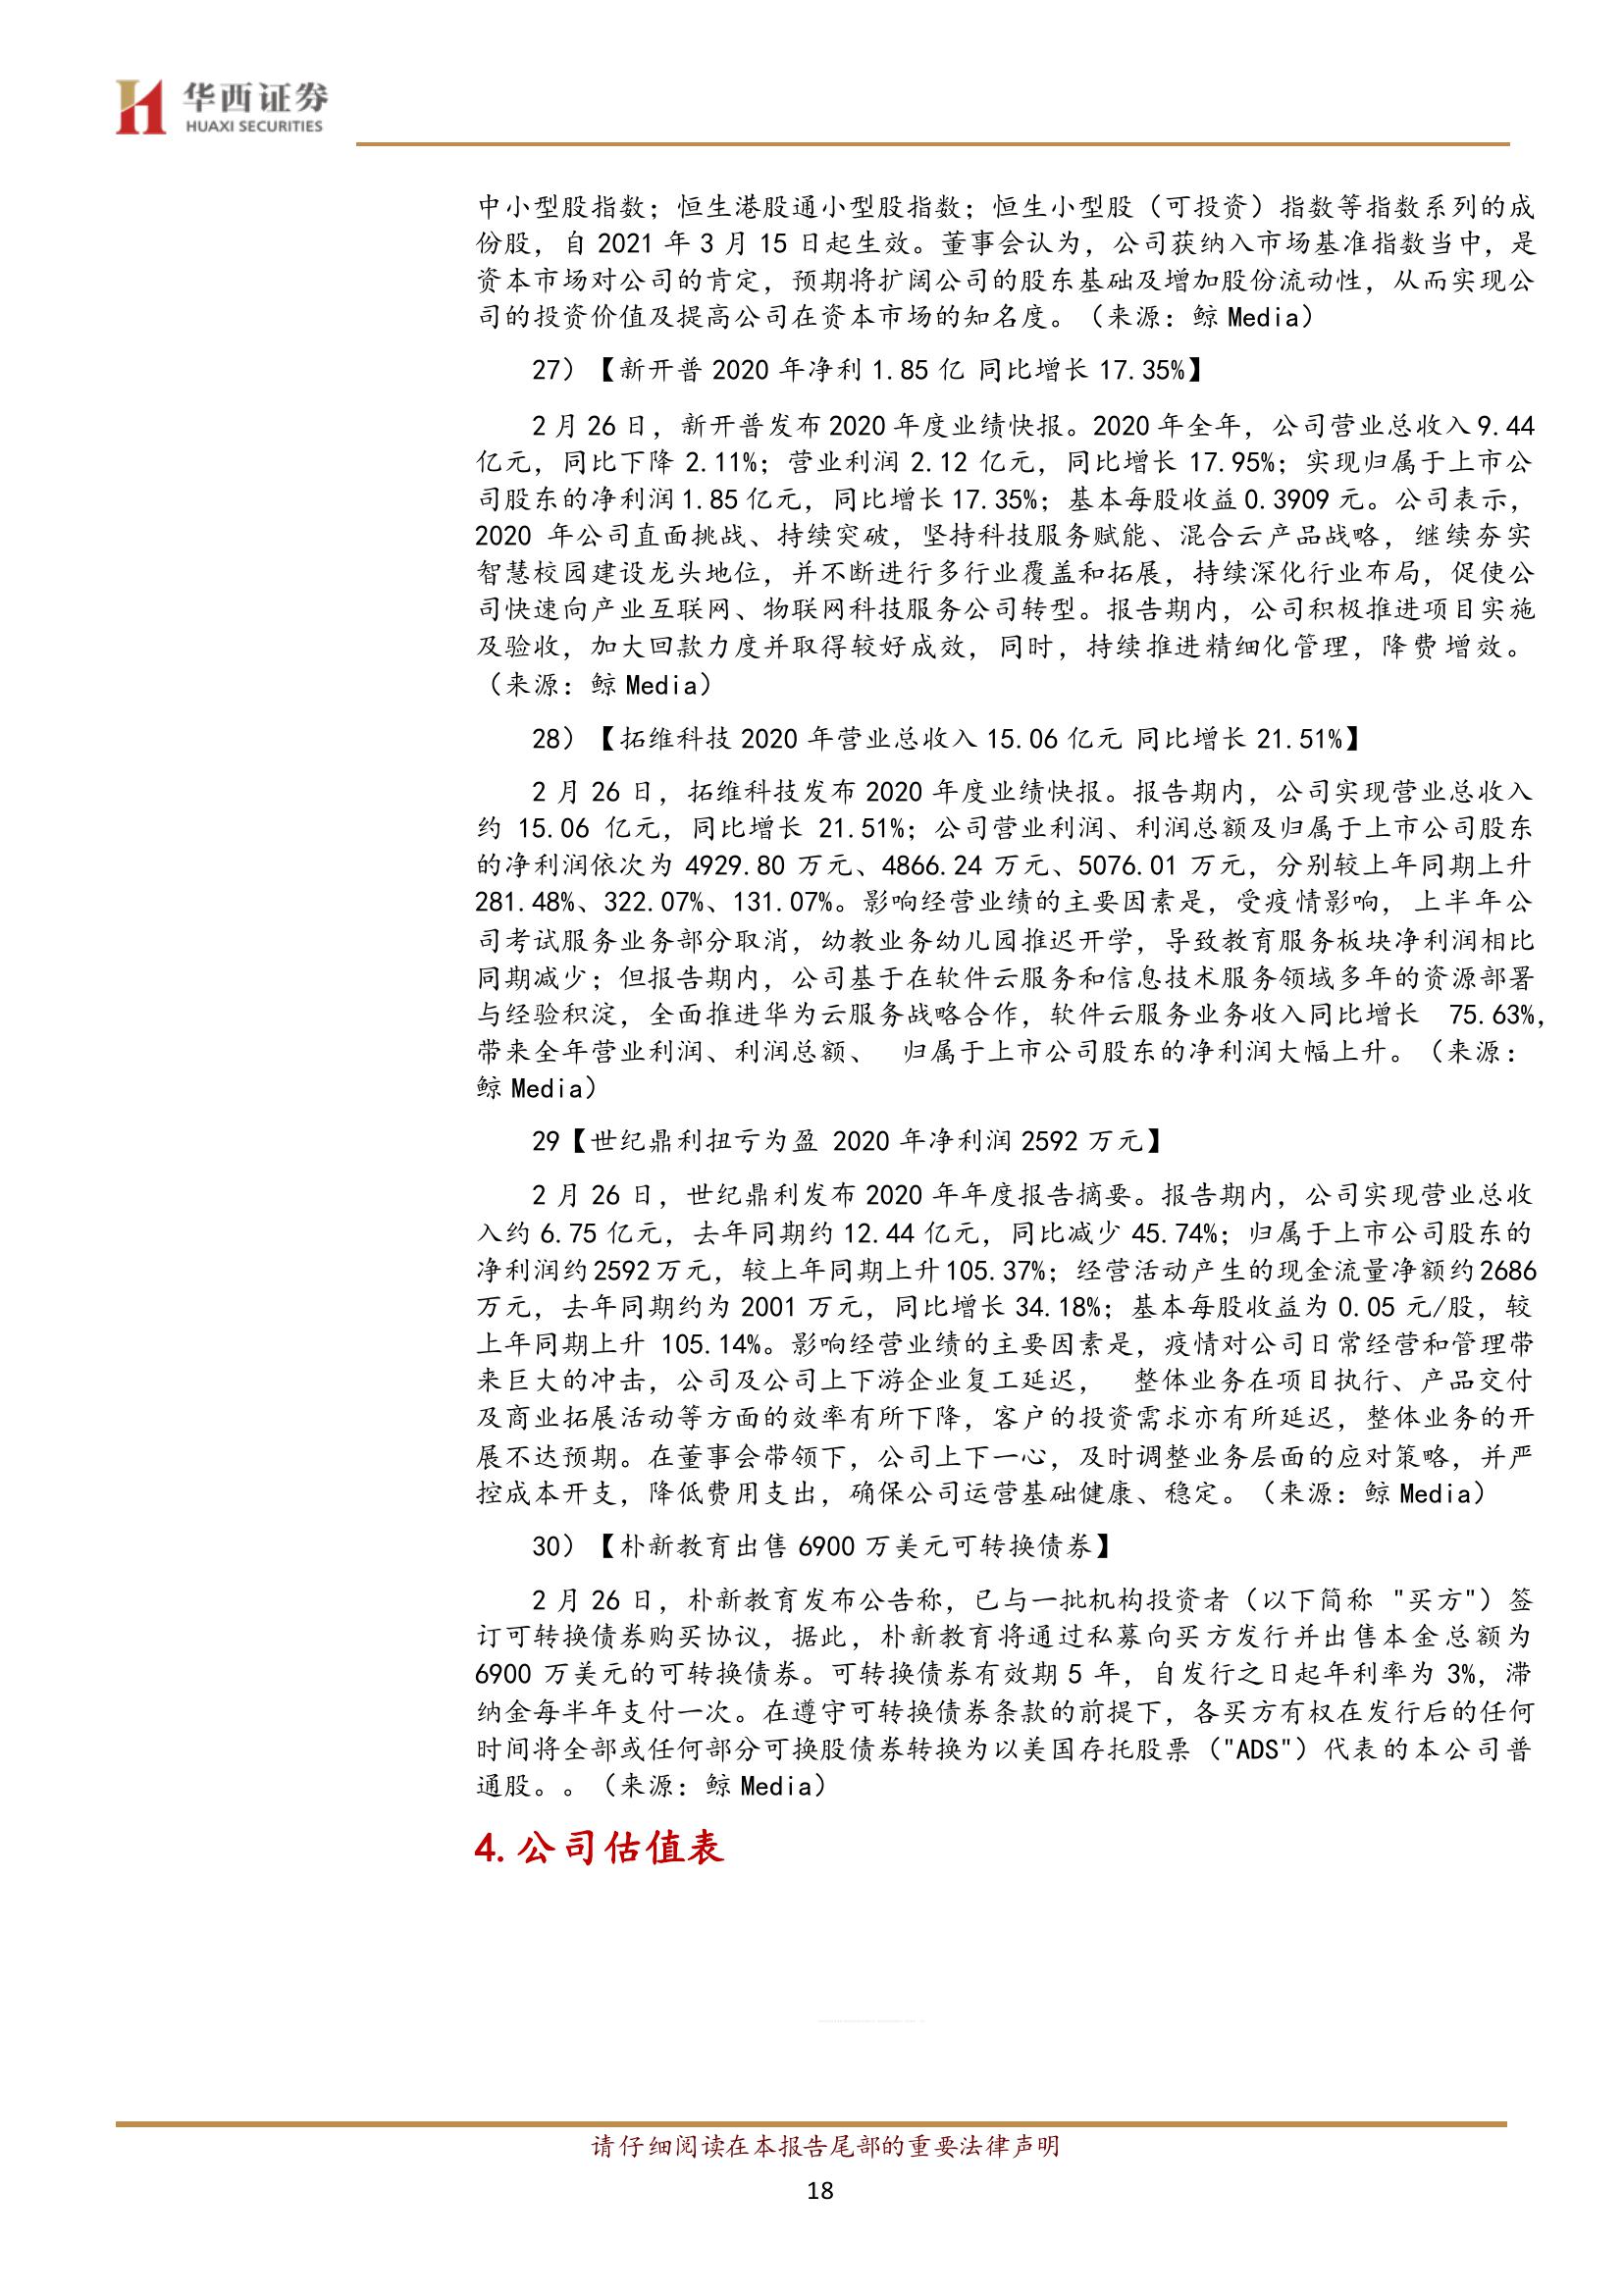 华西证券
HUAXI SECURITIES
中小型股指数；恒生港股通小型股指数；恒生小型股（可投资）指数等指数系列的成
份股，自 2021 年 3 月 15 日起生效。董事会认为，公司获纳入市场基准指数当中，是
资本市场对公司的肯定，预期将扩阔公司的股东基础及增加股份流动性，从而实现公
司的投资价值及提高公司在资本市场的知名度。（来源：鲸 Media）
27）【新开普 2020 年净利 1.85 亿 同比增长 17.35%】
2 月 26 日，新开普发布 2020 年度业绩快报。2020 年全年，公司营业总收入 9.44
亿元，同比下降 2.11%；营业利润 2.12 亿元，同比增长 17.95%；实现归属于上市公
司股东的净利润 1.85 亿元，同比增长 17.35%；基本每股收益 0.3909 元。公司表示，
2020 年公司直面挑战、持续突破，坚持科技服务赋能、混合云产品战略，继续夯实
智慧校园建设龙头地位，并不断进行多行业覆盖和拓展，持续深化行业布局，促使公
司快速向产业互联网、物联网科技服务公司转型。报告期内，公司积极推进项目实施
及验收，加大回款力度并取得较好成效，同时，持续推进精细化管理，降费增效。
（来源：鲸 Media）
28）【拓维科技 2020 年营业总收入 15.06 亿元 同比增长 21.51%】
2 月 26 日，拓维科技发布 2020 年度业绩快报。报告期内，公司实现营业总收入
约 15.06 亿元，同比增长 21.51%；公司营业利润、利润总额及归属于上市公司股东
的净利润依次为 4929.80 万元、4866.24 万元、5076.01 万元，分别较上年同期上升
281.48%、322.07%、131.07%。影响经营业绩的主要因素是，受疫情影响，上半年公
司考试服务业务部分取消，幼教业务幼儿园推迟开学，导致教育服务板块净利润相比
同期减少；但报告期内，公司基于在软件云服务和信息技术服务领域多年的资源部署
与经验积淀，全面推进华为云服务战略合作，软件云服务业务收入同比增长 75.63%，
带来全年营业利润、利润总额、 归属于上市公司股东的净利润大幅上升。（来源：
鲸 Media）
29【世纪鼎利扭亏为盈 2020 年净利润 2592 万元】
2 月 26 日，世纪鼎利发布 2020 年年度报告摘要。报告期内，公司实现营业总收
入约 6.75 亿元，去年同期约 12.44 亿元，同比减少 45.74%；归属于上市公司股东的
净利润约 2592 万元，较上年同期上升 105.37%；经营活动产生的现金流量净额约 2686
万元，去年同期约为 2001 万元，同比增长 34.18%；基本每股收益为 0.05 元/股，较
上年同期上升 105.14%。影响经营业绩的主要因素是，疫情对公司日常经营和管理带
来巨大的冲击，公司及公司上下游企业复工延迟， 整体业务在项目执行、产品交付
及商业拓展活动等方面的效率有所下降，客户的投资需求亦有所延迟，整体业务的开
展不达预期。在董事会带领下，公司上下一心，及时调整业务层面的应对策略，并严
控成本开支，降低费用支出，确保公司运营基础健康、稳定。（来源：鲸 Media）
30）【朴新教育出售 6900 万美元可转换债券】
2 月 26 日，朴新教育发布公告称，已与一批机构投资者（以下简称 "买方"）签
订可转换债券购买协议，据此，朴新教育将通过私募向买方发行并出售本金总额为
6900 万美元的可转换债券。可转换债券有效期 5 年，自发行之日起年利率为 3%，滞
纳金每半年支付一次。在遵守可转换债券条款的前提下，各买方有权在发行后的任何
时间将全部或任何部分可换股债券转换为以美国存托股票（"ADS"）代表的本公司普
通股。。（来源：鲸 Media）
4.公司估值表
请仔细阅读在本报告尾部的重要法律声明
18